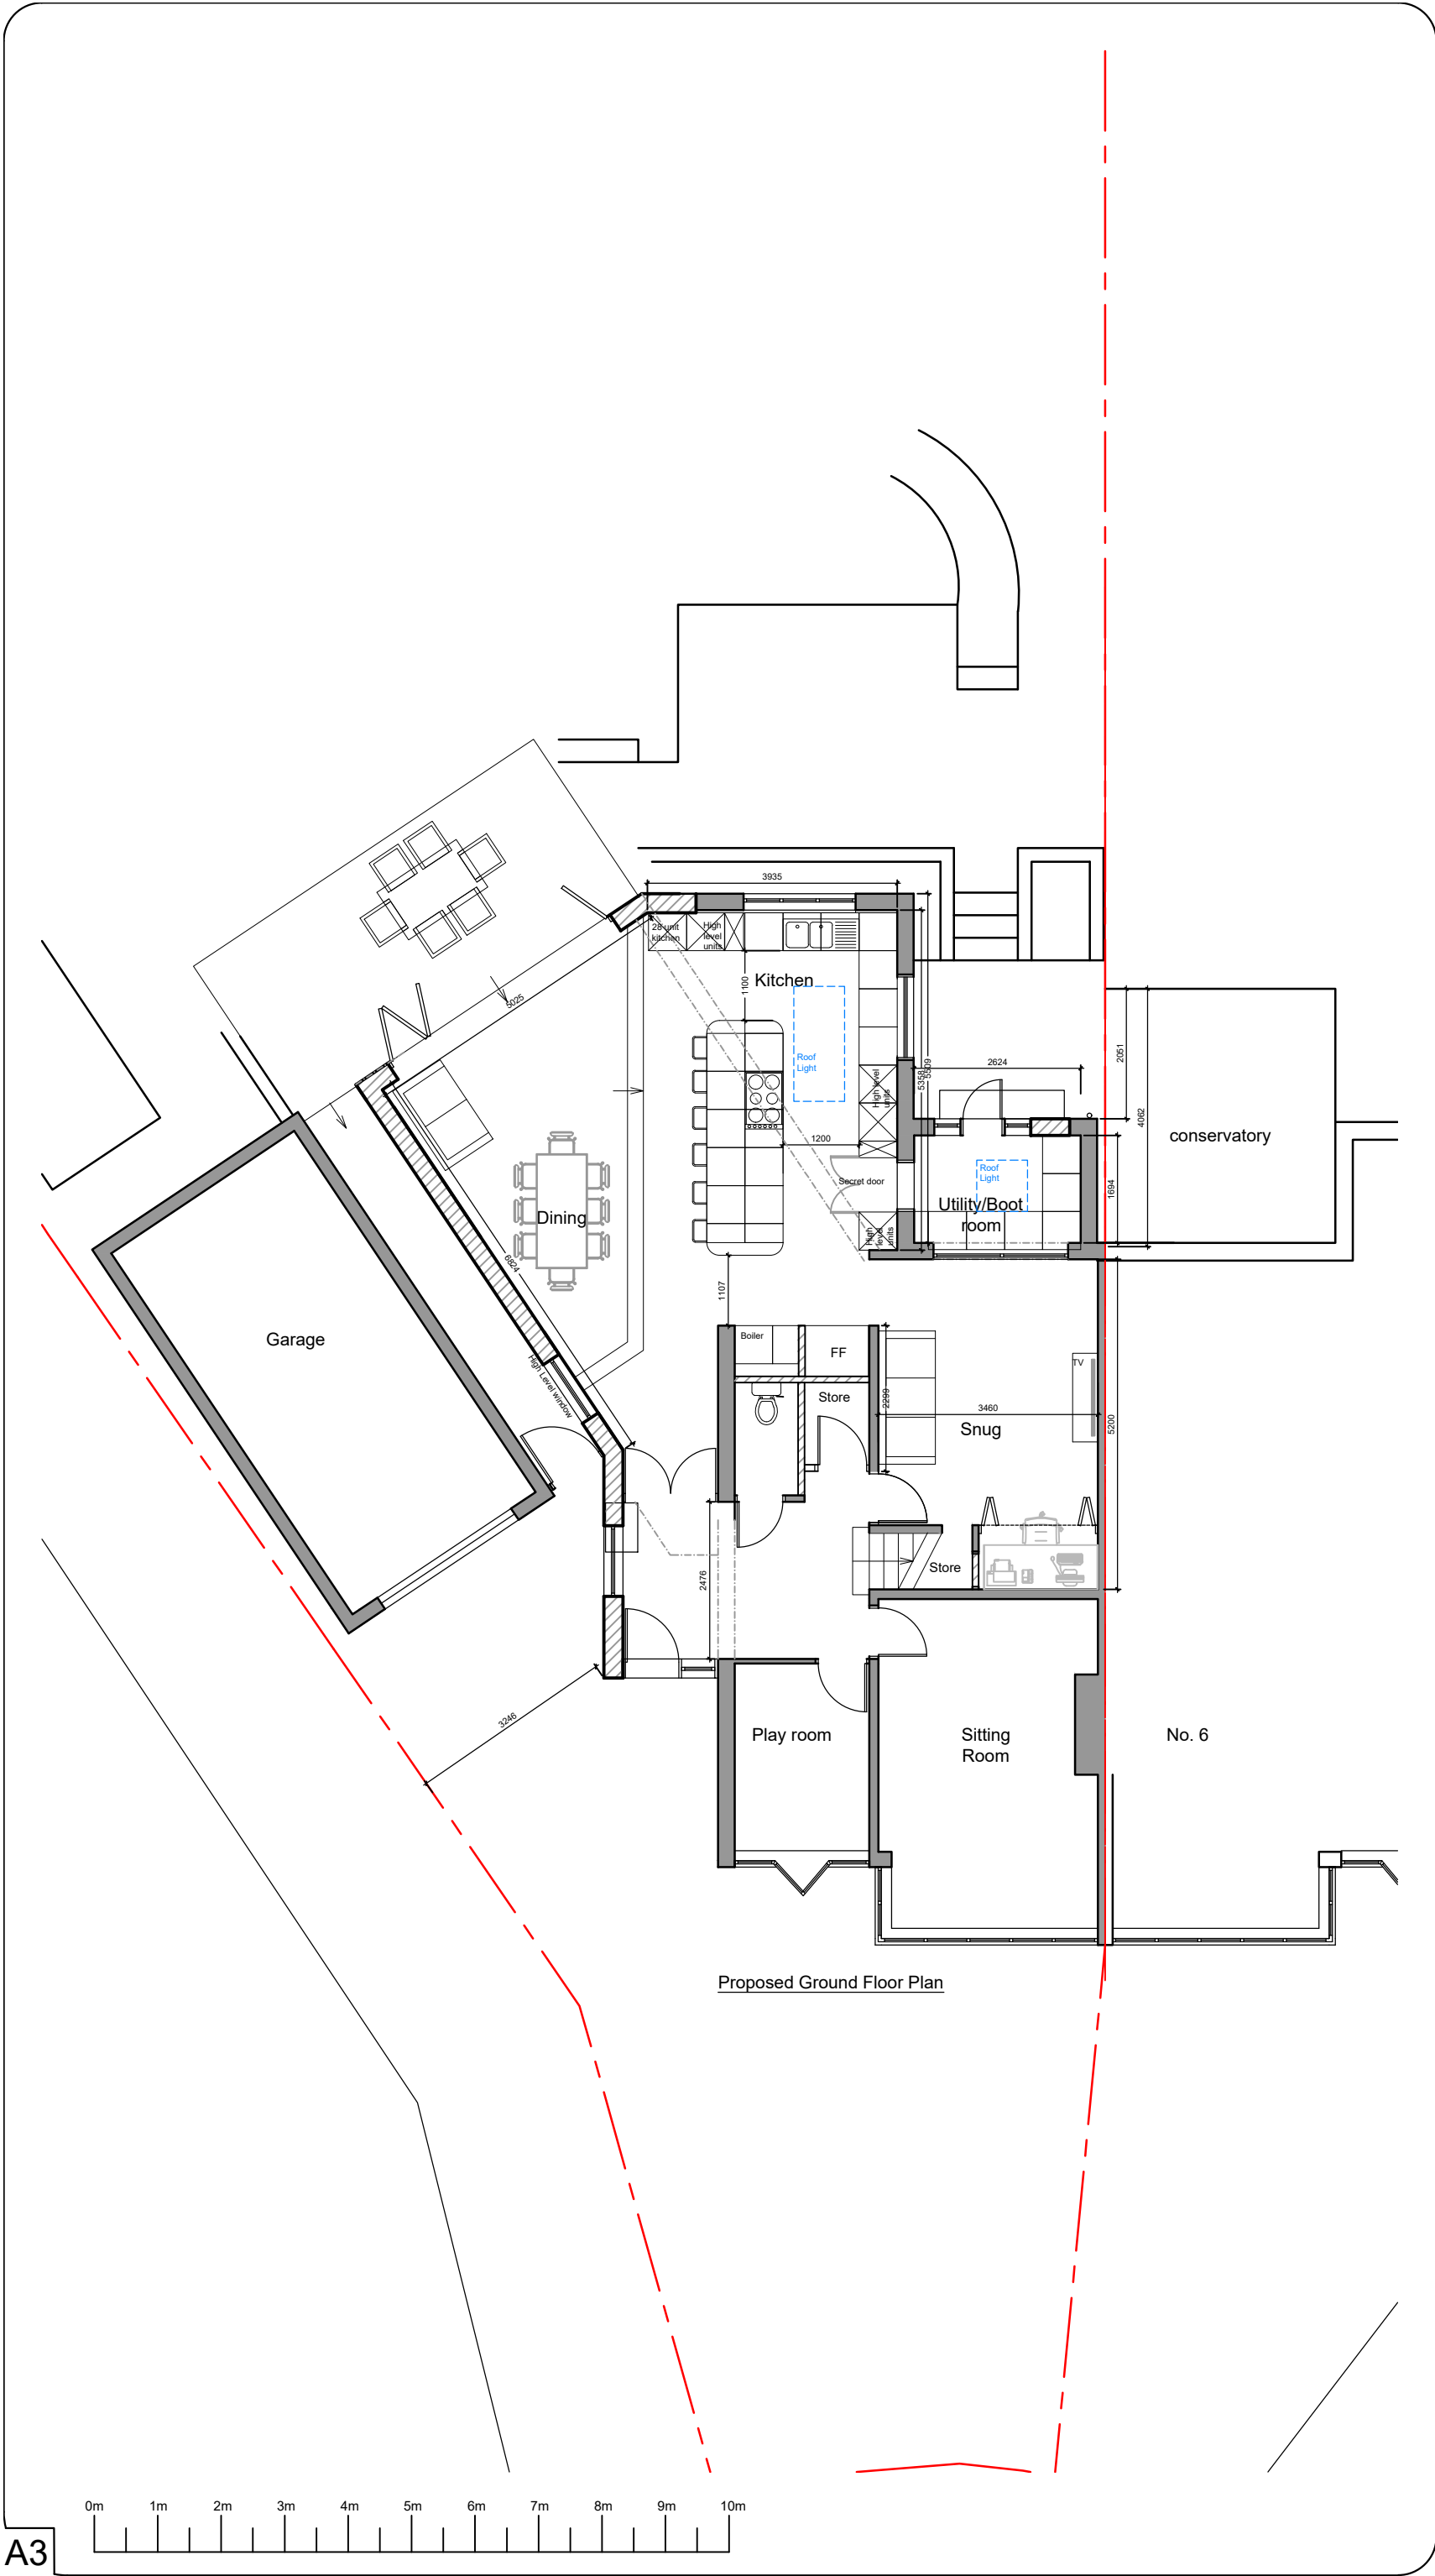 3935
28 unit
kitchen
High
level
units
Kitchen
1100
5025
Roof
Light
High level
units
5358
5509
2624
2051
4062
conservatory
1200
Secret door
Roof
Light
1694
Utility/Boot
room
High
level
units
Dining
6824
1107
Garage
High Level window
Boiler
FF
Store
2299
TV
3460
Snug
5200
Store
2476
3246
Play room
Sitting
Room
No. 6
Proposed Ground Floor Plan
0m 1m 2m 3m 4m 5m 6m 7m 8m 9m 10m
A3